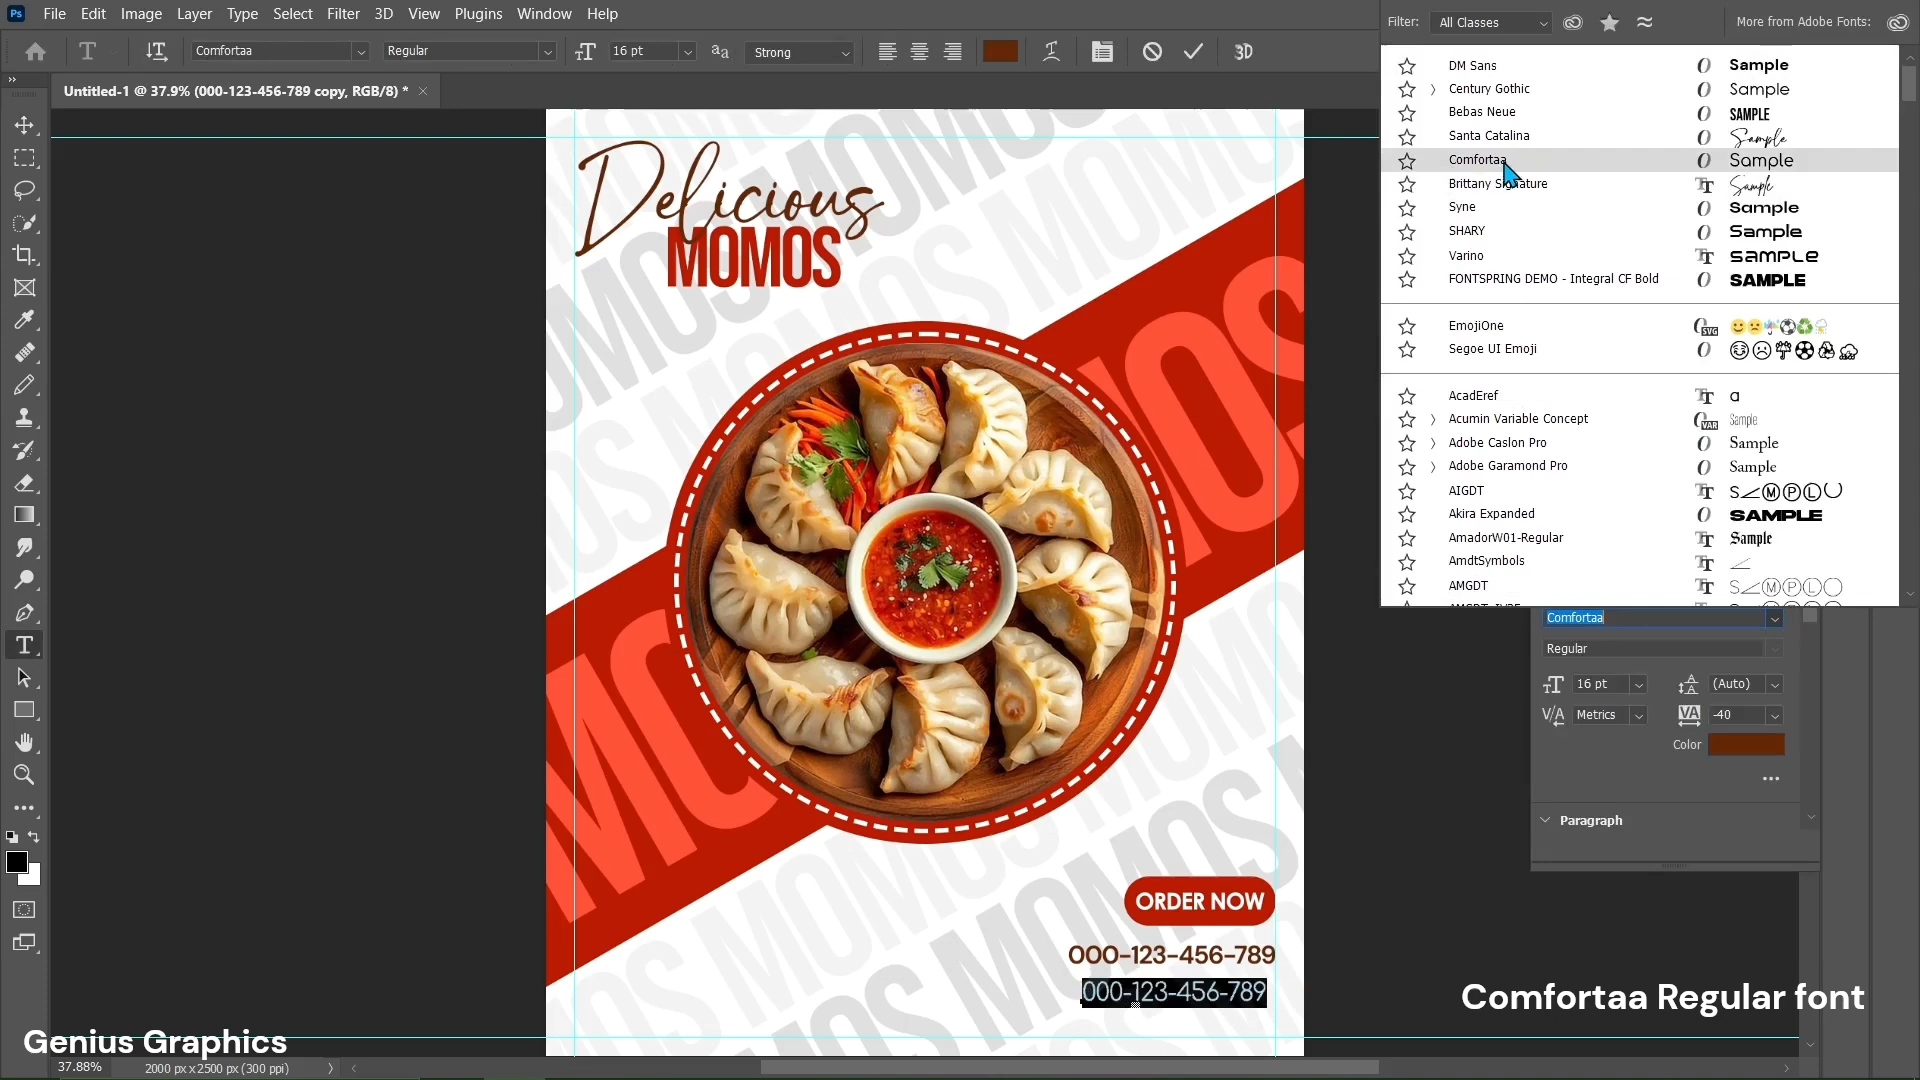 File Edit Image Layer Type Select Filter 3D View Plugins Window Help
Comfortaa Regular 16 pt Strong 3D
Untitled-1 @ 37.9% (000-123-456-789 copy, RGB/8) *
Filter: All Classes More from Adobe Fonts:
DM Sans Sample
Century Gothic Sample
Bebas Neue SAMPLE
Santa Catalina Sample
Comfortaa Sample
Brittany Signature Sample
Syne Sample
SHARY Sample
Varino SAMPLE
FONTSPRING DEMO - Integral CF Bold SAMPLE
EmojiOne
Segoe UI Emoji
AcadEref a
Acumin Variable Concept Sample
Adobe Caslon Pro Sample
Adobe Garamond Pro Sample
AIGDT
Akira Expanded SAMPLE
AmadorW01-Regular Sample
AmdtSymbols
AMGDT
Comfortaa
Regular
16 pt (Auto)
Metrics -40
Color
Paragraph
Delicious
MOMOS
ORDER NOW
000-123-456-789
000-123-456-789
Comfortaa Regular font
Genius Graphics
37.88% 2000 px x 2500 px (300 ppi)